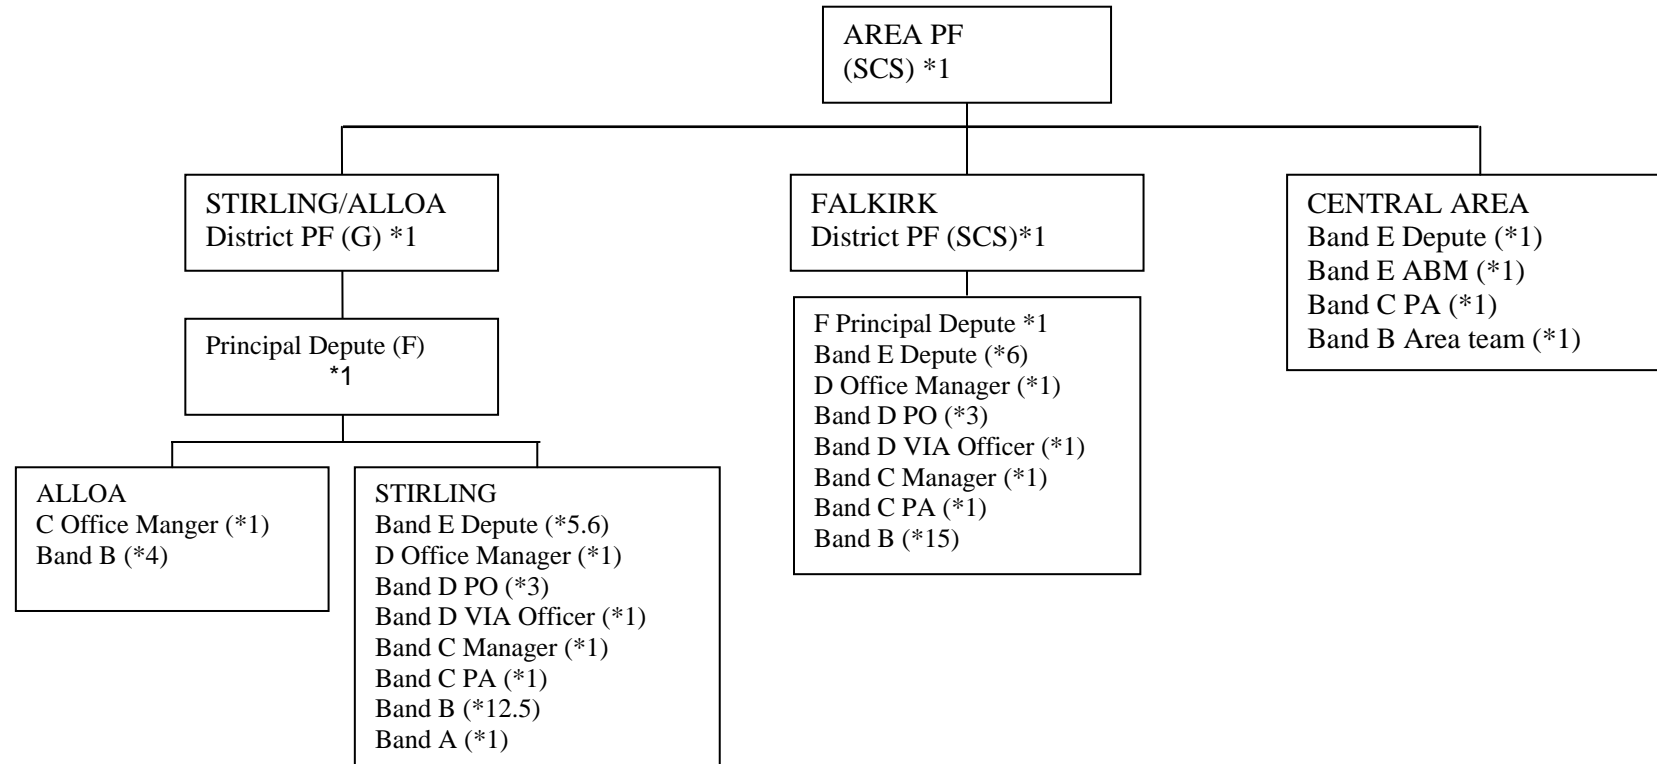 AREA PF
(SCS) *1
STIRLING/ALLOA
District PF (G) *1
FALKIRK
District PF (SCS)*1
CENTRAL AREA
Band E Depute (*1)
Band E ABM (*1)
Band C PA (*1)
Band B Area team (*1)
Principal Depute (F)
*1
F Principal Depute *1
Band E Depute (*6)
D Office Manager (*1)
Band D PO (*3)
Band D VIA Officer (*1)
Band C Manager (*1)
Band C PA (*1)
Band B (*15)
ALLOA
C Office Manger (*1)
Band B (*4)
STIRLING
Band E Depute (*5.6)
D Office Manager (*1)
Band D PO (*3)
Band D VIA Officer (*1)
Band C Manager (*1)
Band C PA (*1)
Band B (*12.5)
Band A (*1)